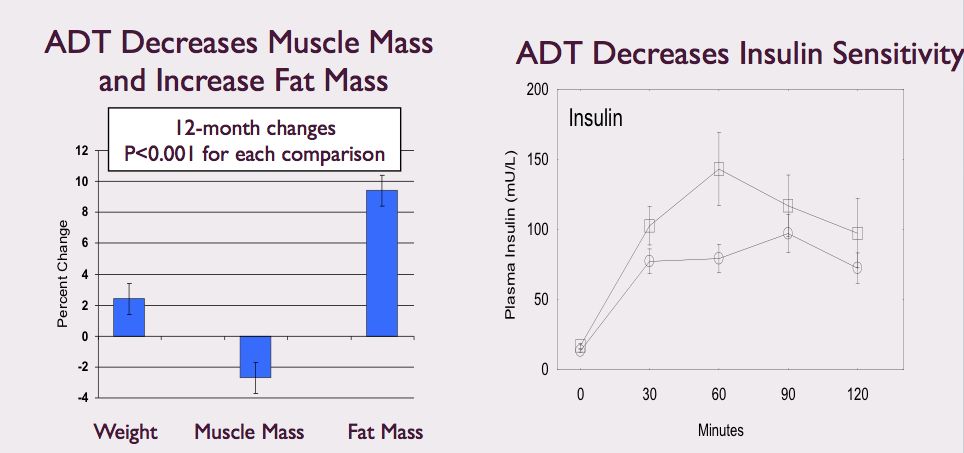 ADT Decreases Muscle Mass
and Increase Fat Mass
12-month changes
P<0.001 for each comparison
Percent Change
12
10
8
6
4
2
0
-2
-4
Weight Muscle Mass Fat Mass
ADT Decreases Insulin Sensitivity
Insulin
Plasma Insulin (mU/L)
200
150
100
50
0
0 30 60 90 120
Minutes